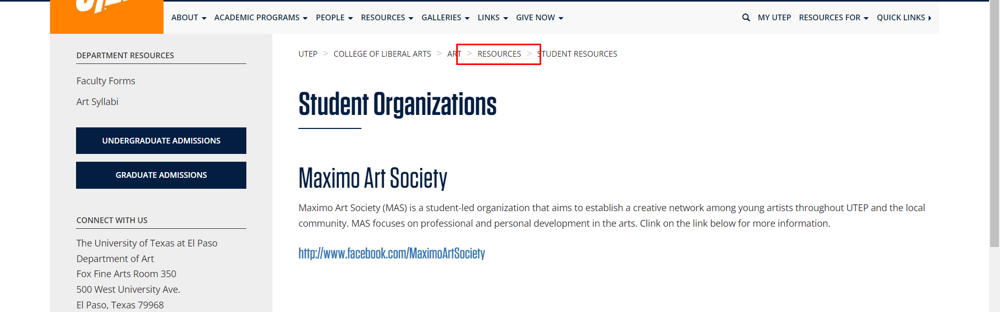 ABOUT ACADEMIC PROGRAMS PEOPLE RESOURCES GALLERIES LINKS GIVE NOW MY UTEP RESOURCES FOR QUICK LINKS
DEPARTMENT RESOURCES
Faculty Forms
Art Syllabi
UNDERGRADUATE ADMISSIONS
GRADUATE ADMISSIONS
CONNECT WITH US
The University of Texas at El Paso
Department of Art
Fox Fine Arts Room 350
500 West University Ave.
El Paso, Texas 79968
UTEP > COLLEGE OF LIBERAL ARTS > ART > RESOURCES > STUDENT RESOURCES
Student Organizations
Maximo Art Society
Maximo Art Society (MAS) is a student-led organization that aims to establish a creative network among young artists throughout UTEP and the local
community. MAS focuses on professional and personal development in the arts. Clink on the link below for more information.
http://www.facebook.com/MaximoArtSociety